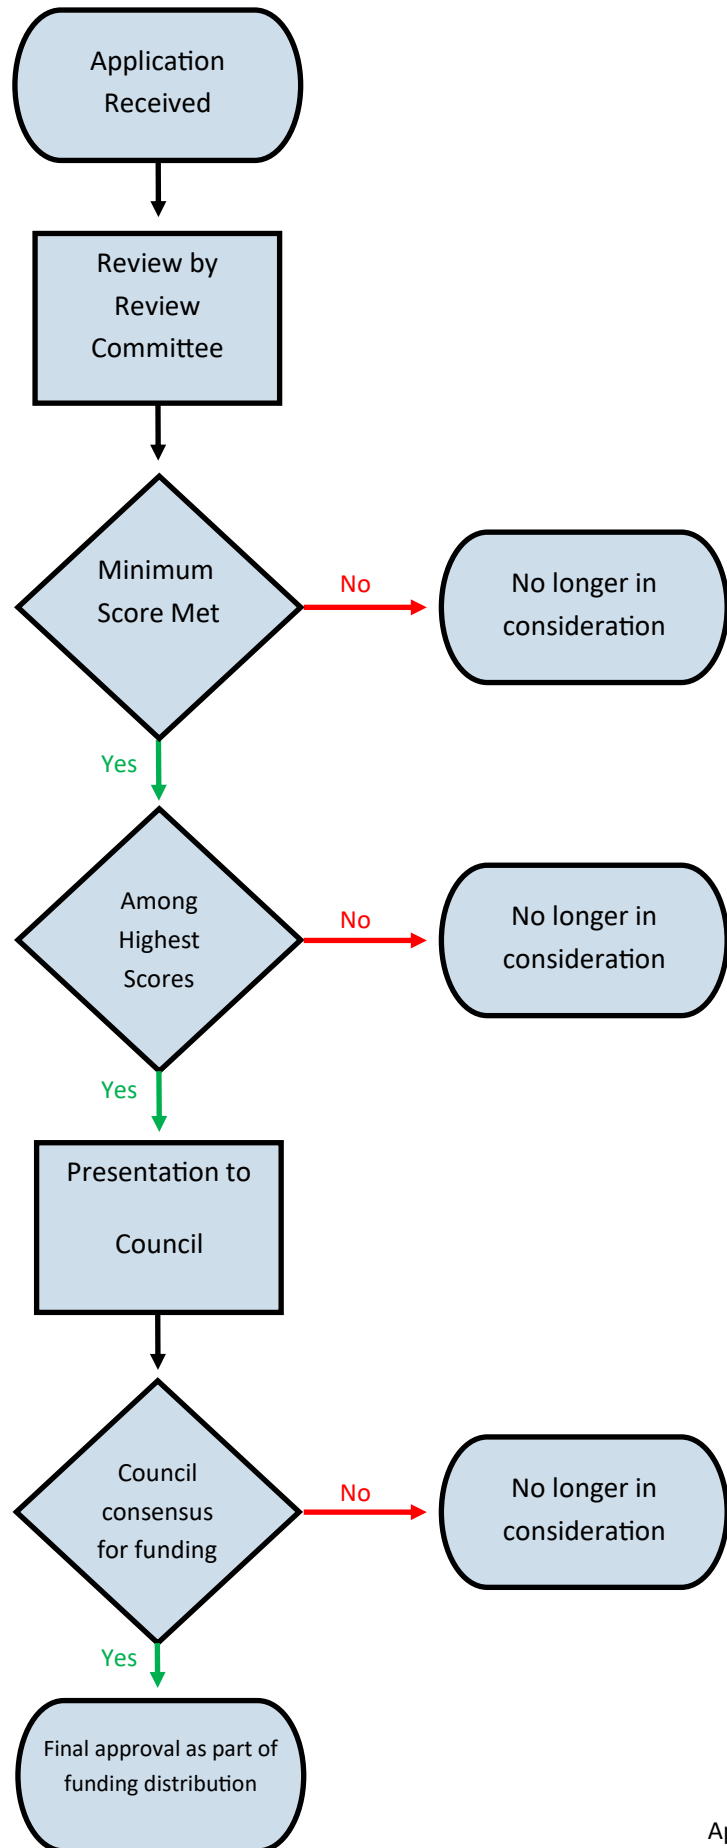 Application
Received
Review by
Review
Committee
Minimum
Score Met
No
No longer in
consideration
Yes
Among
Highest
Scores
No
No longer in
consideration
Yes
Presentation to
Council
Council
consensus
for funding
No
No longer in
consideration
Yes
Final approval as part of
funding distribution